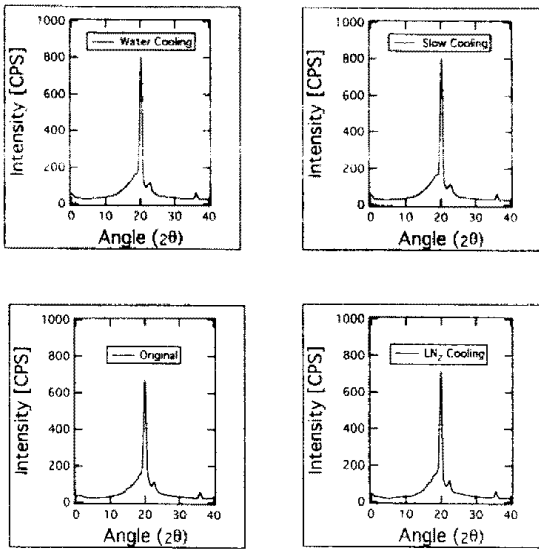 1000
800
600
400
200
0
Intensity [CPS]
Water Cooling
0 10 20 30 40
Angle (2θ)
1000
800
600
400
200
0
Intensity [CPS]
Slow Cooling
0 10 20 30 40
Angle (2θ)
1000
800
600
400
200
0
Intensity [CPS]
Original
0 10 20 30 40
Angle (2θ)
1000
800
600
400
200
0
Intensity [CPS]
LN₂ Cooling
0 10 20 30 40
Angle (2θ)